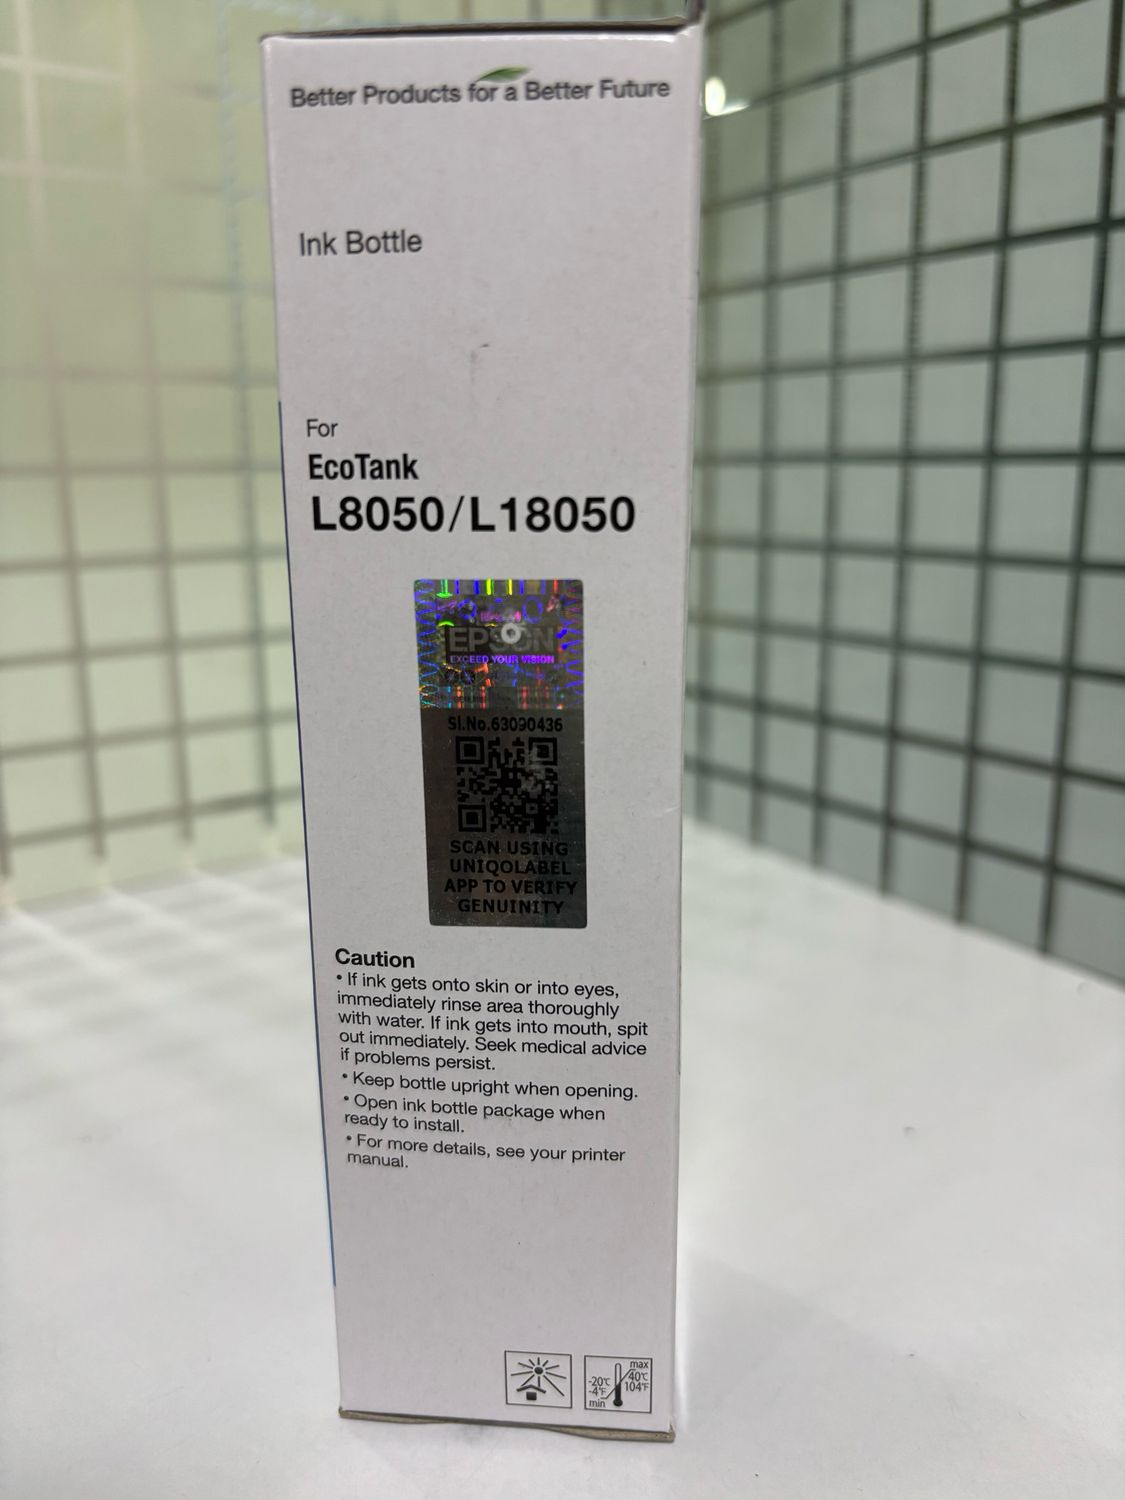 Better Products for a Better Future
Ink Bottle
For
EcoTank
L8050/L18050
EPSON
EXCEED YOUR VISION
Sl.No.63090436
SCAN USING
UNIQOLABEL
APP TO VERIFY
GENUINITY
Caution
• If ink gets onto skin or into eyes,
immediately rinse area thoroughly
with water. If ink gets into mouth, spit
out immediately. Seek medical advice
if problems persist.
• Keep bottle upright when opening.
• Open ink bottle package when
ready to install.
• For more details, see your printer
manual.
max
40°C
104°F
-20°C
-4°F
min